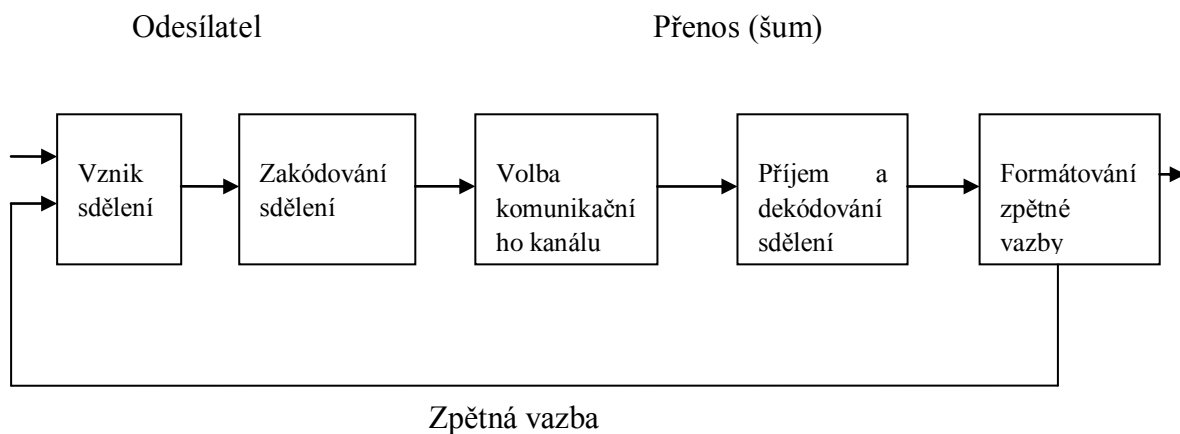 Odesílatel
Přenos (šum)
Vznik
sdělení
Zakódování
sdělení
Volba
komunikační
ho kanálu
Příjem a
dekódování
sdělení
Formátování
zpětné
vazby
Zpětná vazba